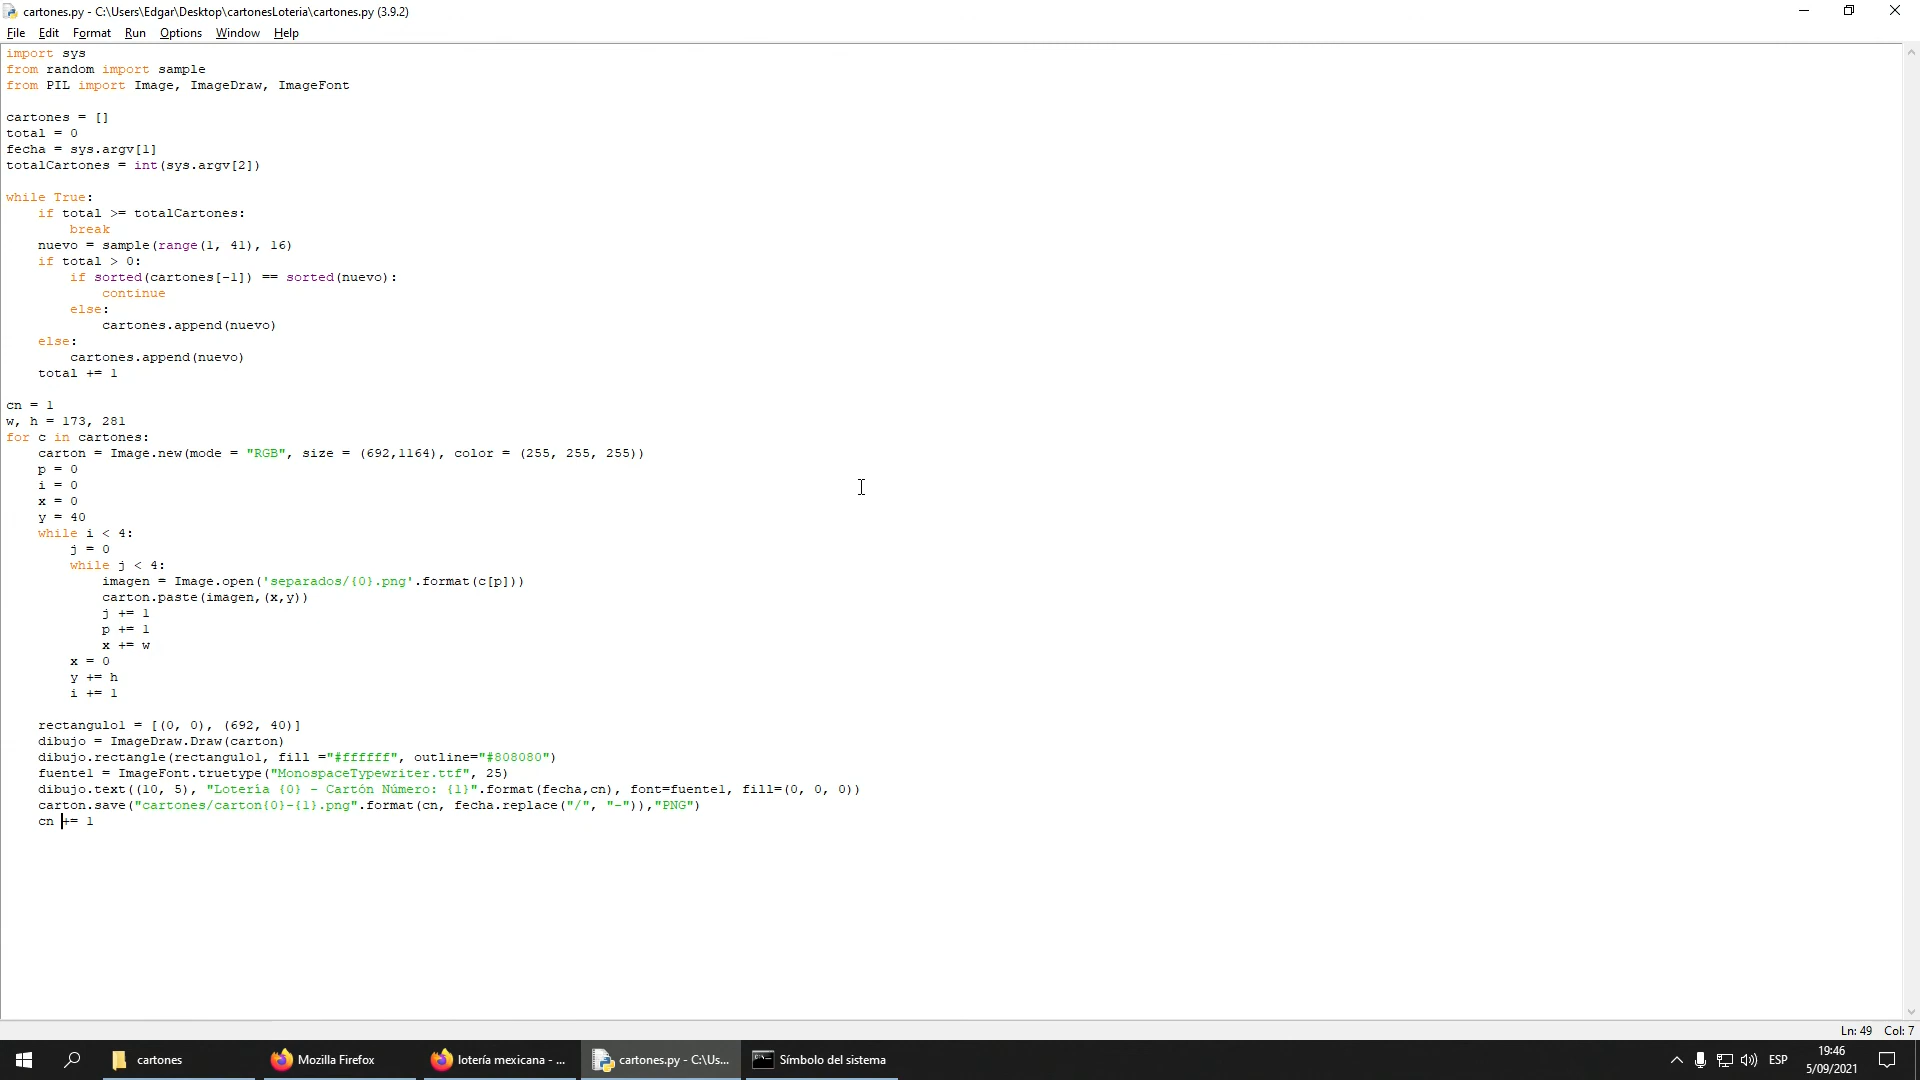 cartones.py - C:\Users\Edgar\Desktop\cartonesLoteria\cartones.py (3.9.2)
File Edit Format Run Options Window Help
import sys
from random import sample
from PIL import Image, ImageDraw, ImageFont

cartones = []
total = 0
fecha = sys.argv[1]
totalCartones = int(sys.argv[2])

while True:
    if total >= totalCartones:
        break
    nuevo = sample(range(1, 41), 16)
    if total > 0:
        if sorted(cartones[-1]) == sorted(nuevo):
            continue
        else:
            cartones.append(nuevo)
    else:
        cartones.append(nuevo)
    total += 1

cn = 1
w, h = 173, 281
for c in cartones:
    carton = Image.new(mode = "RGB", size = (692,1164), color = (255, 255, 255))
    p = 0
    i = 0
    x = 0
    y = 40
    while i < 4:
        j = 0
        while j < 4:
            imagen = Image.open('separados/{0}.png'.format(c[p]))
            carton.paste(imagen,(x,y))
            j += 1
            p += 1
            x += w
        x = 0
        y += h
        i += 1

    rectangulo1 = [(0, 0), (692, 40)]
    dibujo = ImageDraw.Draw(carton)
    dibujo.rectangle(rectangulo1, fill ="#ffffff", outline="#808080")
    fuente1 = ImageFont.truetype("MonospaceTypewriter.ttf", 25)
    dibujo.text((10, 5), "Lotería {0} - Cartón Número: {1}".format(fecha,cn), font=fuente1, fill=(0, 0, 0))
    carton.save("cartones/carton{0}-{1}.png".format(cn, fecha.replace("/", "-")),"PNG")
    cn += 1
Ln: 49 Col: 7
cartones Mozilla Firefox lotería mexicana - ... cartones.py - C:\Us... Símbolo del sistema ESP 19:46
5/09/2021